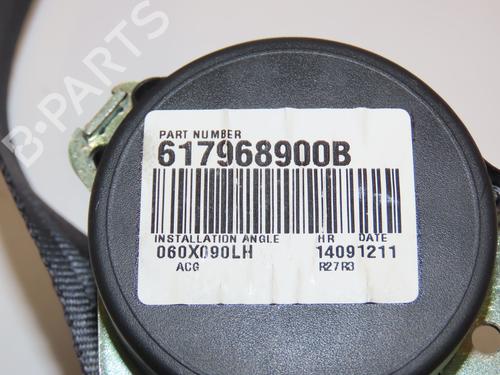 B-PARTS
PART NUMBER
617968900B
INSTALLATION ANGLE HR DATE
060X090LH 14091211
ACG R27R3